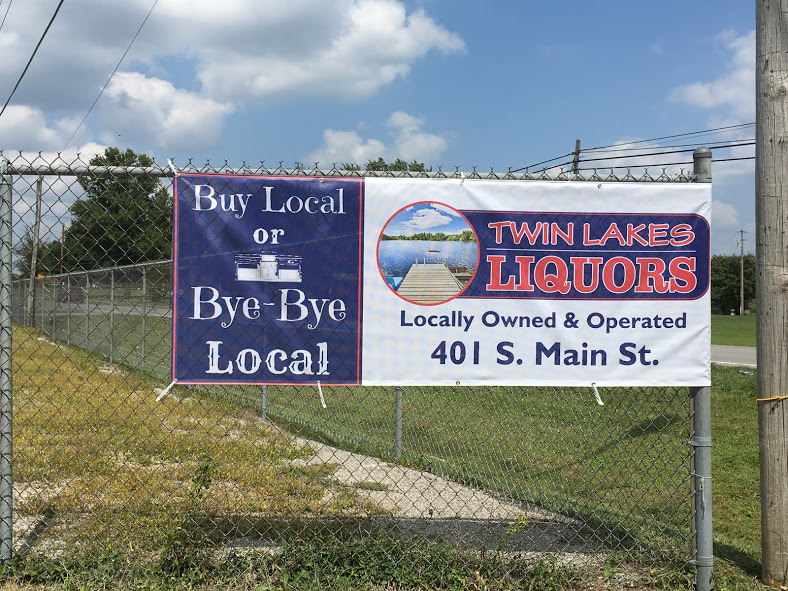 Buy Local
or
Bye-Bye
Local
TWIN LAKES
LIQUORS
Locally Owned & Operated
401 S. Main St.